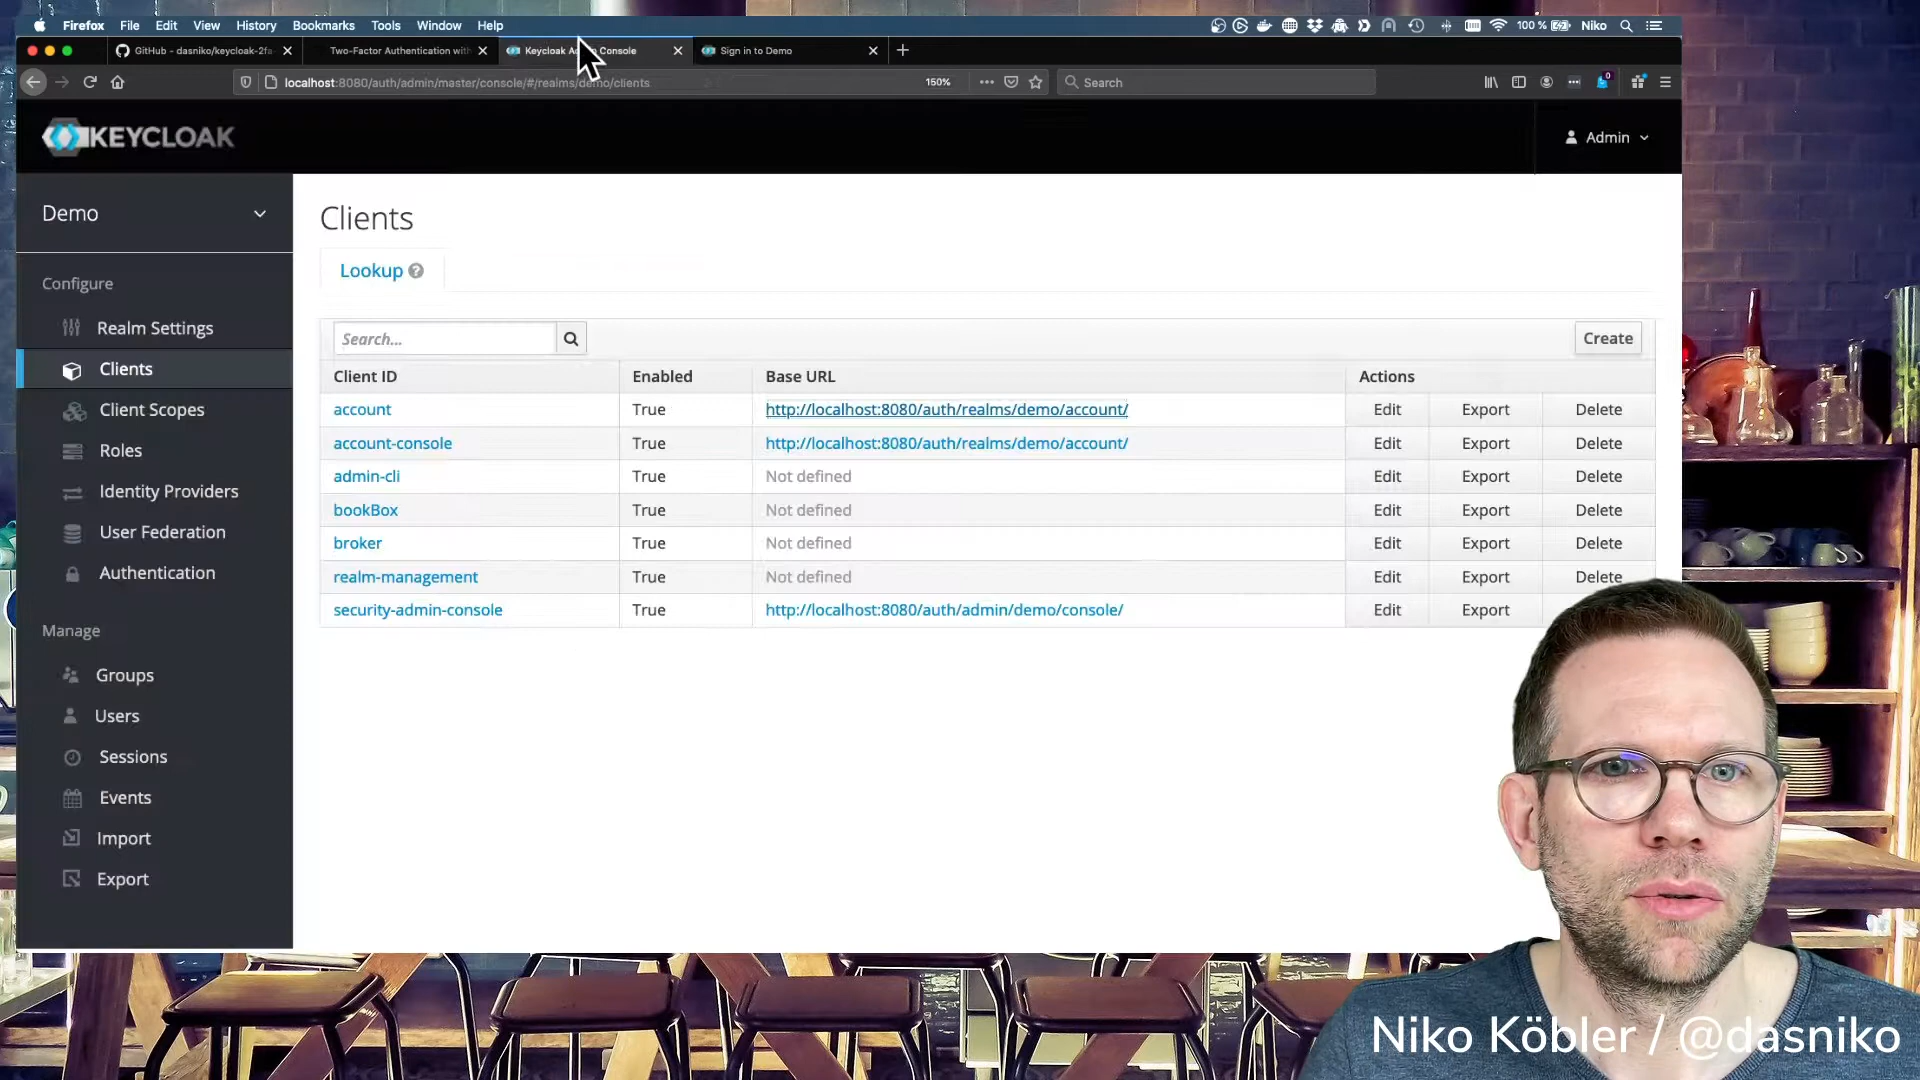 Firefox File Edit View History Bookmarks Tools Window Help 100 % Niko
GitHub - dasniko/keycloak-2fa
Two-Factor Authentication with
Keycloak Console
Sign in to Demo
localhost:8080/auth/admin/master/console/#/realms/demo/clients 150% Search
KEYCLOAK
Admin
Demo
Configure
Realm Settings
Clients
Client Scopes
Roles
Identity Providers
User Federation
Authentication
Manage
Groups
Users
Sessions
Events
Import
Export
Clients
Lookup
Search...
Create
Client ID Enabled Base URL Actions
account True http://localhost:8080/auth/realms/demo/account/ Edit Export Delete
account-console True http://localhost:8080/auth/realms/demo/account/ Edit Export Delete
admin-cli True Not defined Edit Export Delete
bookBox True Not defined Edit Export Delete
broker True Not defined Edit Export Delete
realm-management True Not defined Edit Export Delete
security-admin-console True http://localhost:8080/auth/admin/demo/console/ Edit Export
Niko Köbler / @dasniko